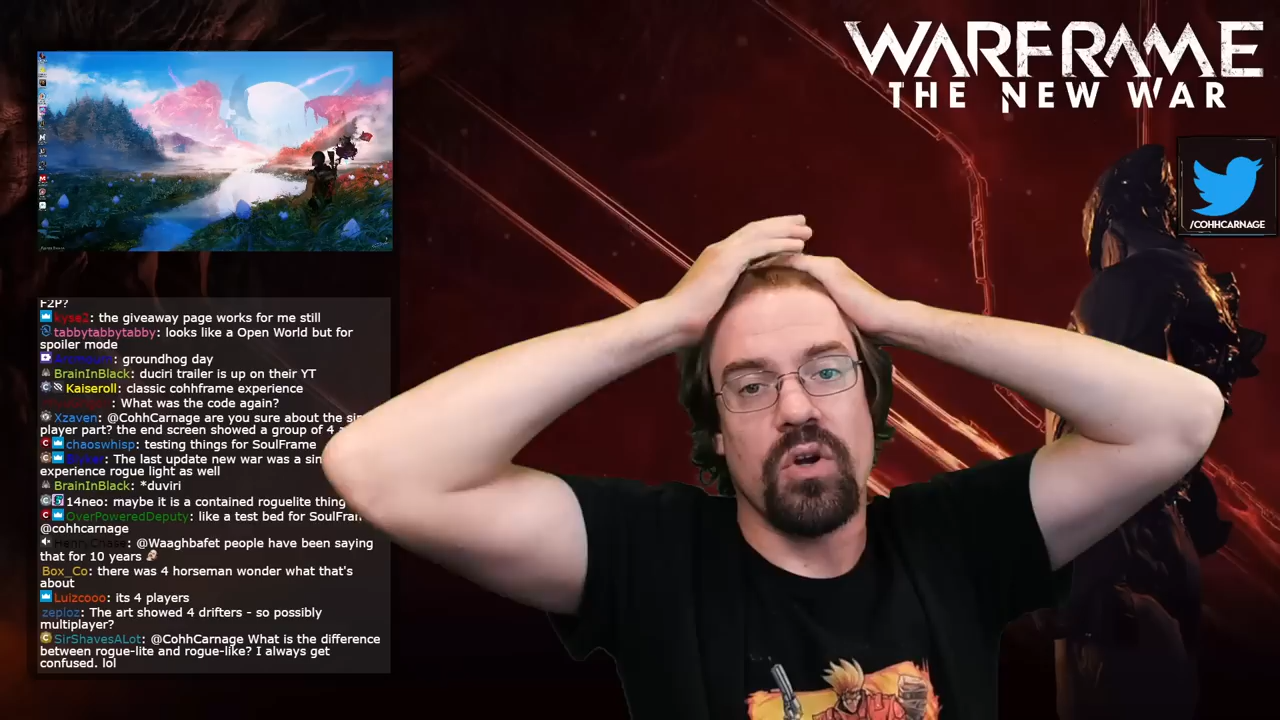 WARFRAME
THE NEW WAR
/COHHCARNAGE
F2P?
kyse2: the giveaway page works for me still
tabbytabbytabby: looks like a Open World but for
spoiler mode
: groundhog day
BrainInBlack: duciri trailer is up on their YT
Kaiseroll: classic cohhframe experience
: What was the code again?
Xzaven: @CohhCarnage are you sure about the
player part? the end screen showed a group of 4
chaoswhisp: testing things for SoulFrame
: The last update new war was a
experience rogue light as well
BrainInBlack: *duviri
14neo: maybe it is a contained roguelite thing
OverPoweredDeputy: like a test bed for
@cohhcarnage
: @Waaghbafet people have been saying
that for 10 years
Box_Co: there was 4 horseman wonder what that's
about
Luizcooo: its 4 players
zeploz: The art showed 4 drifters - so possibly
multiplayer?
SirShavesALot: @CohhCarnage What is the difference
between rogue-lite and rogue-like? I always get
confused. lol